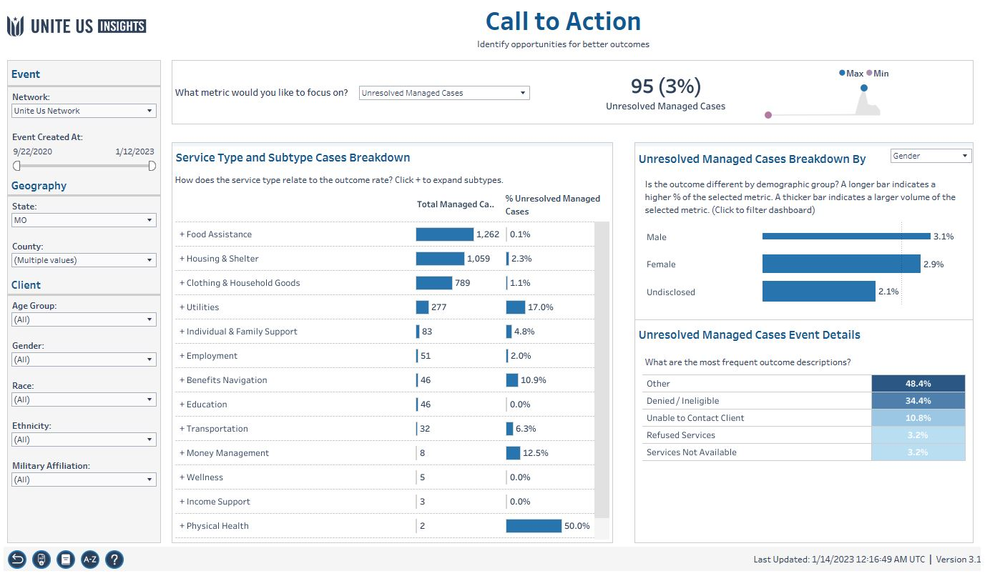 UNITE US INSIGHTS
Call to Action
Identify opportunities for better outcomes
Event
Network:
Unite Us Network
Event Created At:
9/22/2020 1/12/2023
Geography
State:
MO
County:
(Multiple values)
Client
Age Group:
(All)
Gender:
(All)
Race:
(All)
Ethnicity:
(All)
Military Affiliation:
(All)
What metric would you like to focus on? Unresolved Managed Cases
95 (3%)
Unresolved Managed Cases
Max Min
Service Type and Subtype Cases Breakdown
How does the service type relate to the outcome rate? Click + to expand subtypes.
Total Managed Ca.. % Unresolved Managed
Cases
+ Food Assistance 1,262 0.1%
+ Housing & Shelter 1,059 2.3%
+ Clothing & Household Goods 789 1.1%
+ Utilities 277 17.0%
+ Individual & Family Support 83 4.8%
+ Employment 51 2.0%
+ Benefits Navigation 46 10.9%
+ Education 46 0.0%
+ Transportation 32 6.3%
+ Money Management 8 12.5%
+ Wellness 5 0.0%
+ Income Support 3 0.0%
+ Physical Health 2 50.0%
Unresolved Managed Cases Breakdown By Gender
Is the outcome different by demographic group? A longer bar indicates a
higher % of the selected metric. A thicker bar indicates a larger volume of the
selected metric. (Click to filter dashboard)
Male 3.1%
Female 2.9%
Undisclosed 2.1%
Unresolved Managed Cases Event Details
What are the most frequent outcome descriptions?
Other 48.4%
Denied / Ineligible 34.4%
Unable to Contact Client 10.8%
Refused Services 3.2%
Services Not Available 3.2%
A-Z ?
Last Updated: 1/14/2023 12:16:49 AM UTC | Version 3.1